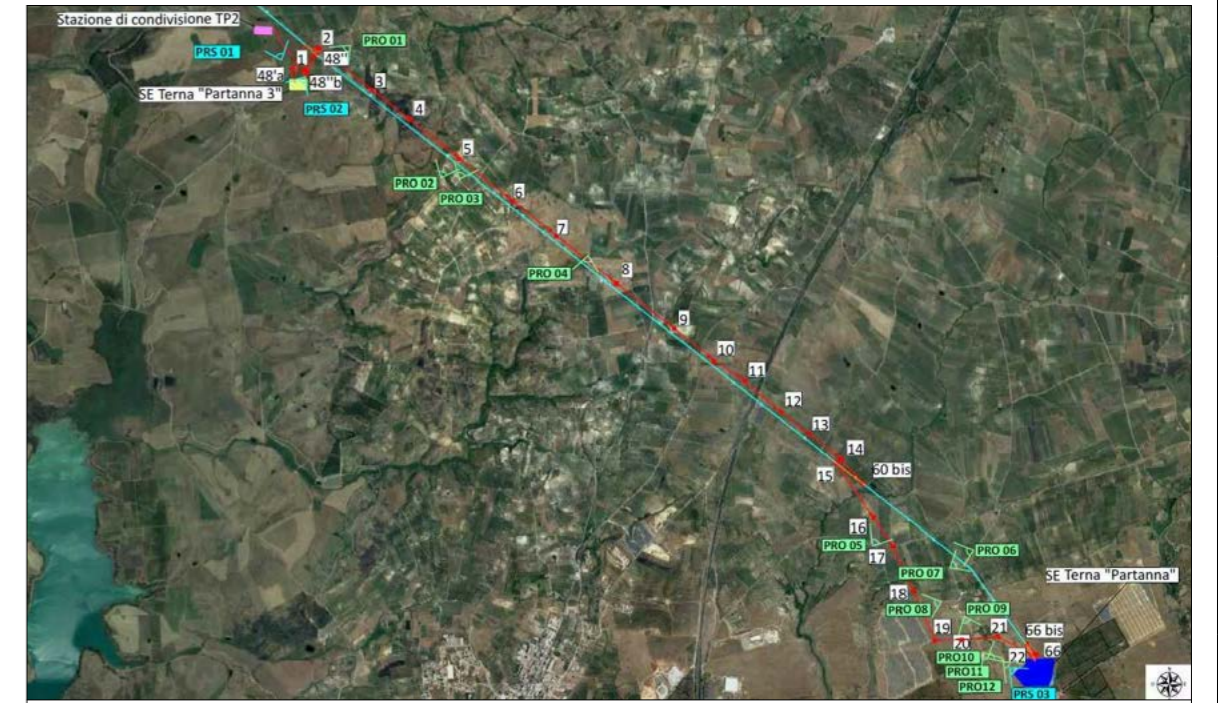 Stazione di condivisione TP2
2
PRO 01
PRS 01
48''
1
48'a
48''b
SE Terna "Partanna 3"
PRS 02
3
4
5
PRO 02
PRO 03
6
7
PRO 04
8
9
10
11
12
13
14
15
60 bis
16
PRO 05
17
PRO 06
PRO 07
SE Terna "Partanna"
18
PRO 08
PRO 09
19
20
21
66 bis
66
22
PRO10
PRO11
PRO12
PRS 03